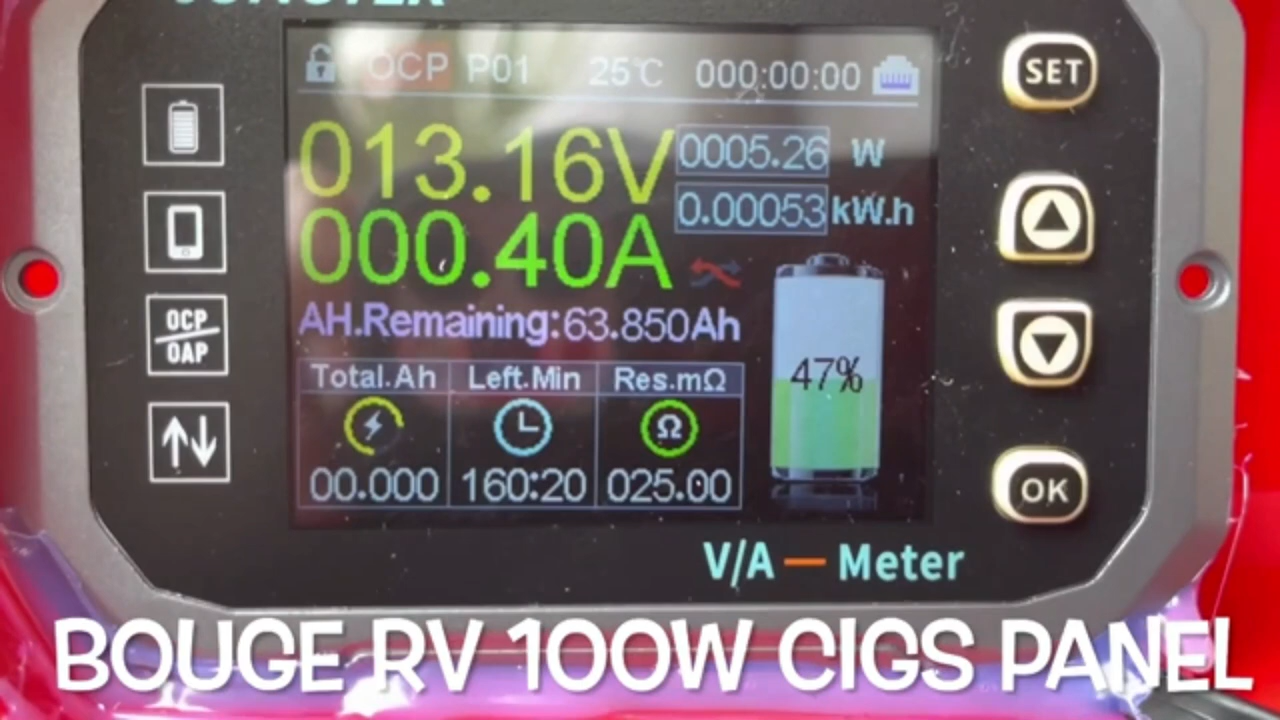 OCP P01 25℃ 000:00:00
SET
013.16V 0005.26 W
0.00053 kW.h
000.40A
OCP
OAP
AH.Remaining:63.850Ah
47%
Total.Ah Left.Min Res.mΩ
Ω
00.000 160:20 025.00
OK
V/A — Meter
BOUGE RV 100W CIGS PANEL